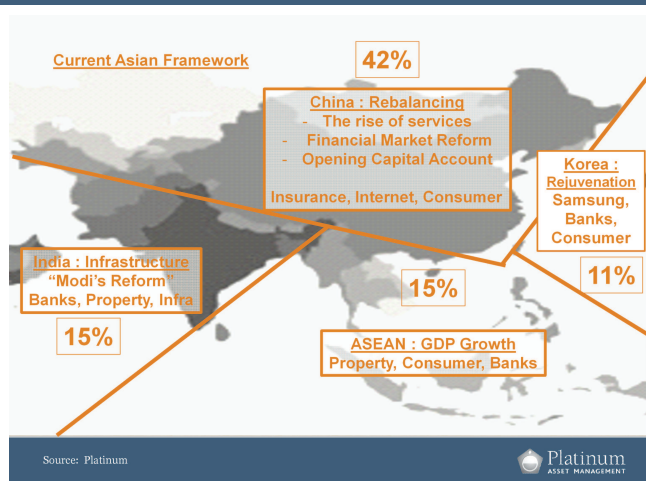 Current Asian Framework
42%
China : Rebalancing
- The rise of services
- Financial Market Reform
- Opening Capital Account
Insurance, Internet, Consumer
Korea :
Rejuvenation
Samsung,
Banks,
Consumer
11%
India : Infrastructure
“Modi’s Reform”
Banks, Property, Infra
15%
15%
ASEAN : GDP Growth
Property, Consumer, Banks
Source: Platinum
Platinum
ASSET MANAGEMENT